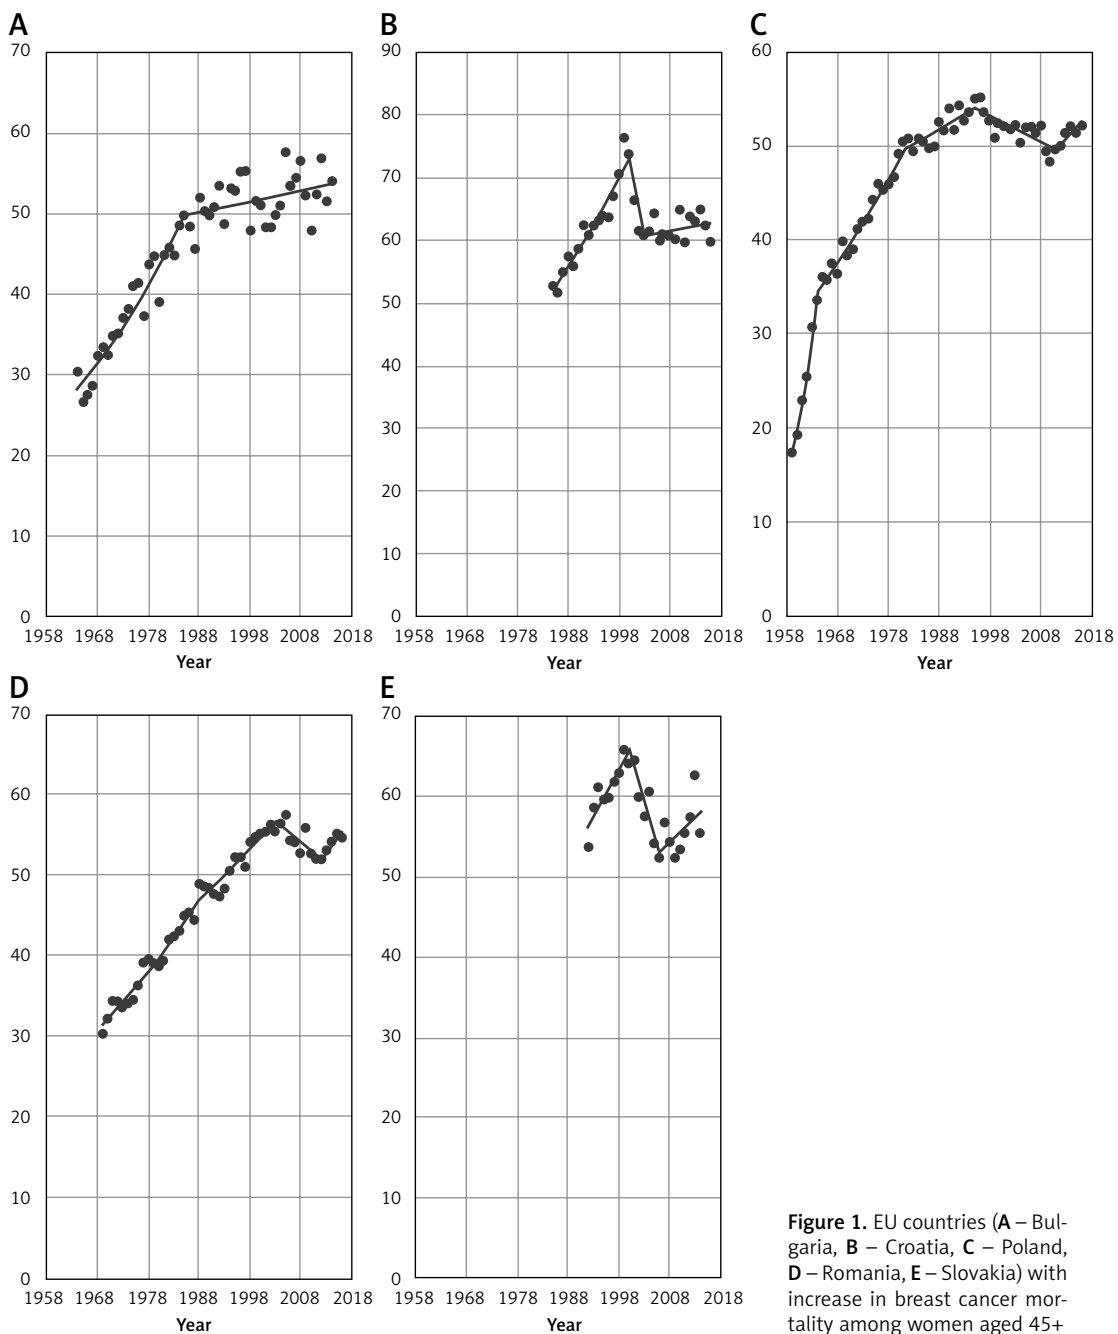 A
B
C
70
60
50
40
30
20
10
0
1958 1968 1978 1988 1998 2008 2018
Year
90
80
70
60
50
40
30
20
10
0
1958 1968 1978 1988 1998 2008 2018
Year
60
50
40
30
20
10
0
1958 1968 1978 1988 1998 2008 2018
Year
D
E
70
60
50
40
30
20
10
0
1958 1968 1978 1988 1998 2008 2018
Year
70
60
50
40
30
20
10
0
1958 1968 1978 1988 1998 2008 2018
Year
Figure 1. EU countries (A – Bul-
garia, B – Croatia, C – Poland,
D – Romania, E – Slovakia) with
increase in breast cancer mor-
tality among women aged 45+